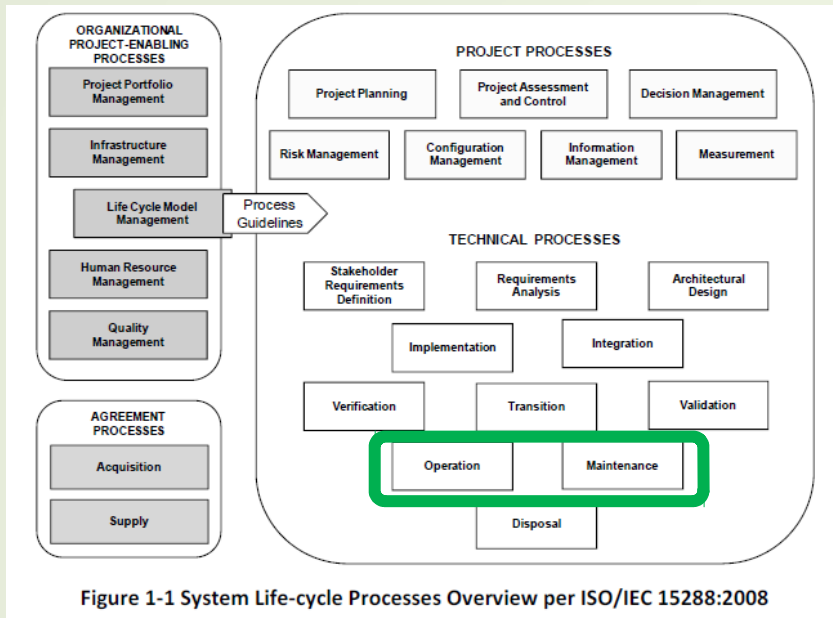 ORGANIZATIONAL
PROJECT-ENABLING
PROCESSES
Project Portfolio
Management
Infrastructure
Management
Life Cycle Model
Management
Process
Guidelines
Human Resource
Management
Quality
Management
AGREEMENT
PROCESSES
Acquisition
Supply
PROJECT PROCESSES
Project Planning
Project Assessment
and Control
Decision Management
Risk Management
Configuration
Management
Information
Management
Measurement
TECHNICAL PROCESSES
Stakeholder
Requirements
Definition
Requirements
Analysis
Architectural
Design
Implementation
Integration
Verification
Transition
Validation
Operation
Maintenance
Disposal
Figure 1-1 System Life-cycle Processes Overview per ISO/IEC 15288:2008